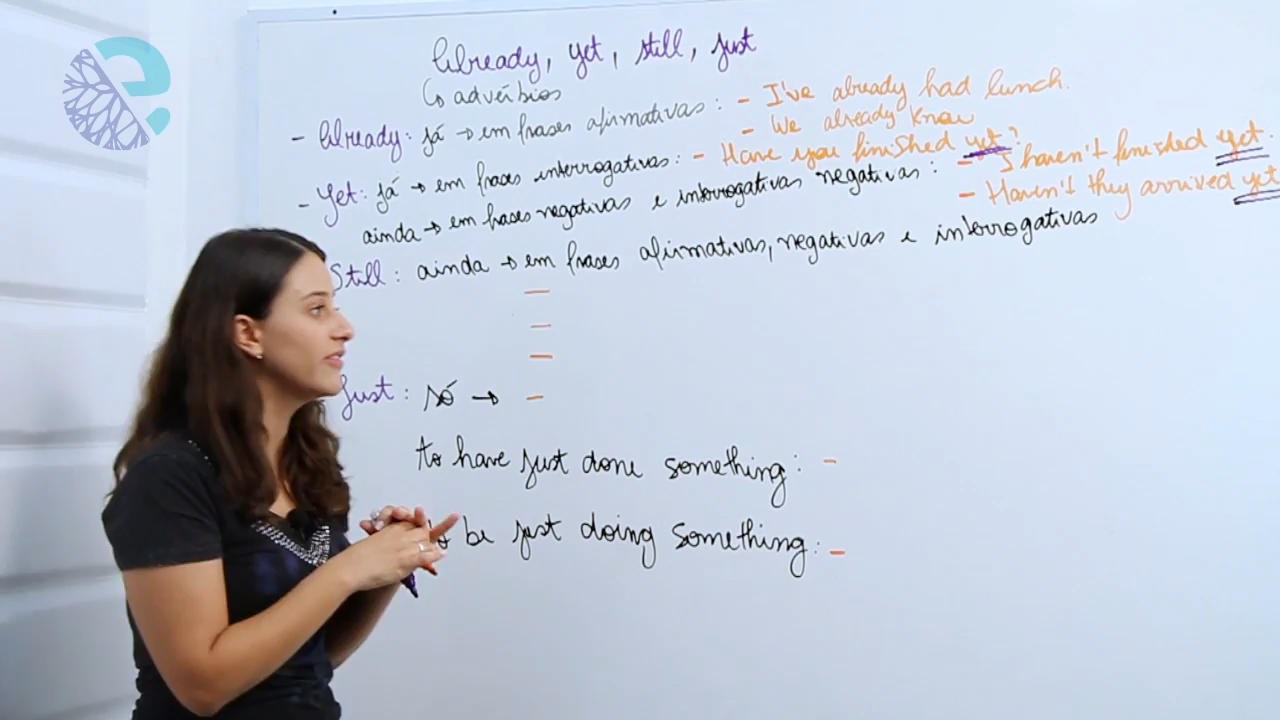 Already, yet, still, just
↳ advérbios
- Already: já → em frases afirmativas: - I've already had lunch.
- We already know
- Yet: já → em frases interrogativas: - Have you finished yet?
ainda → em frases negativas e interrogativas negativas: - I haven't finished yet.
- Haven't they arrived yet
Still: ainda → em frases afirmativas, negativas e interrogativas
Just: só → -
to have just done something: -
be just doing something: -